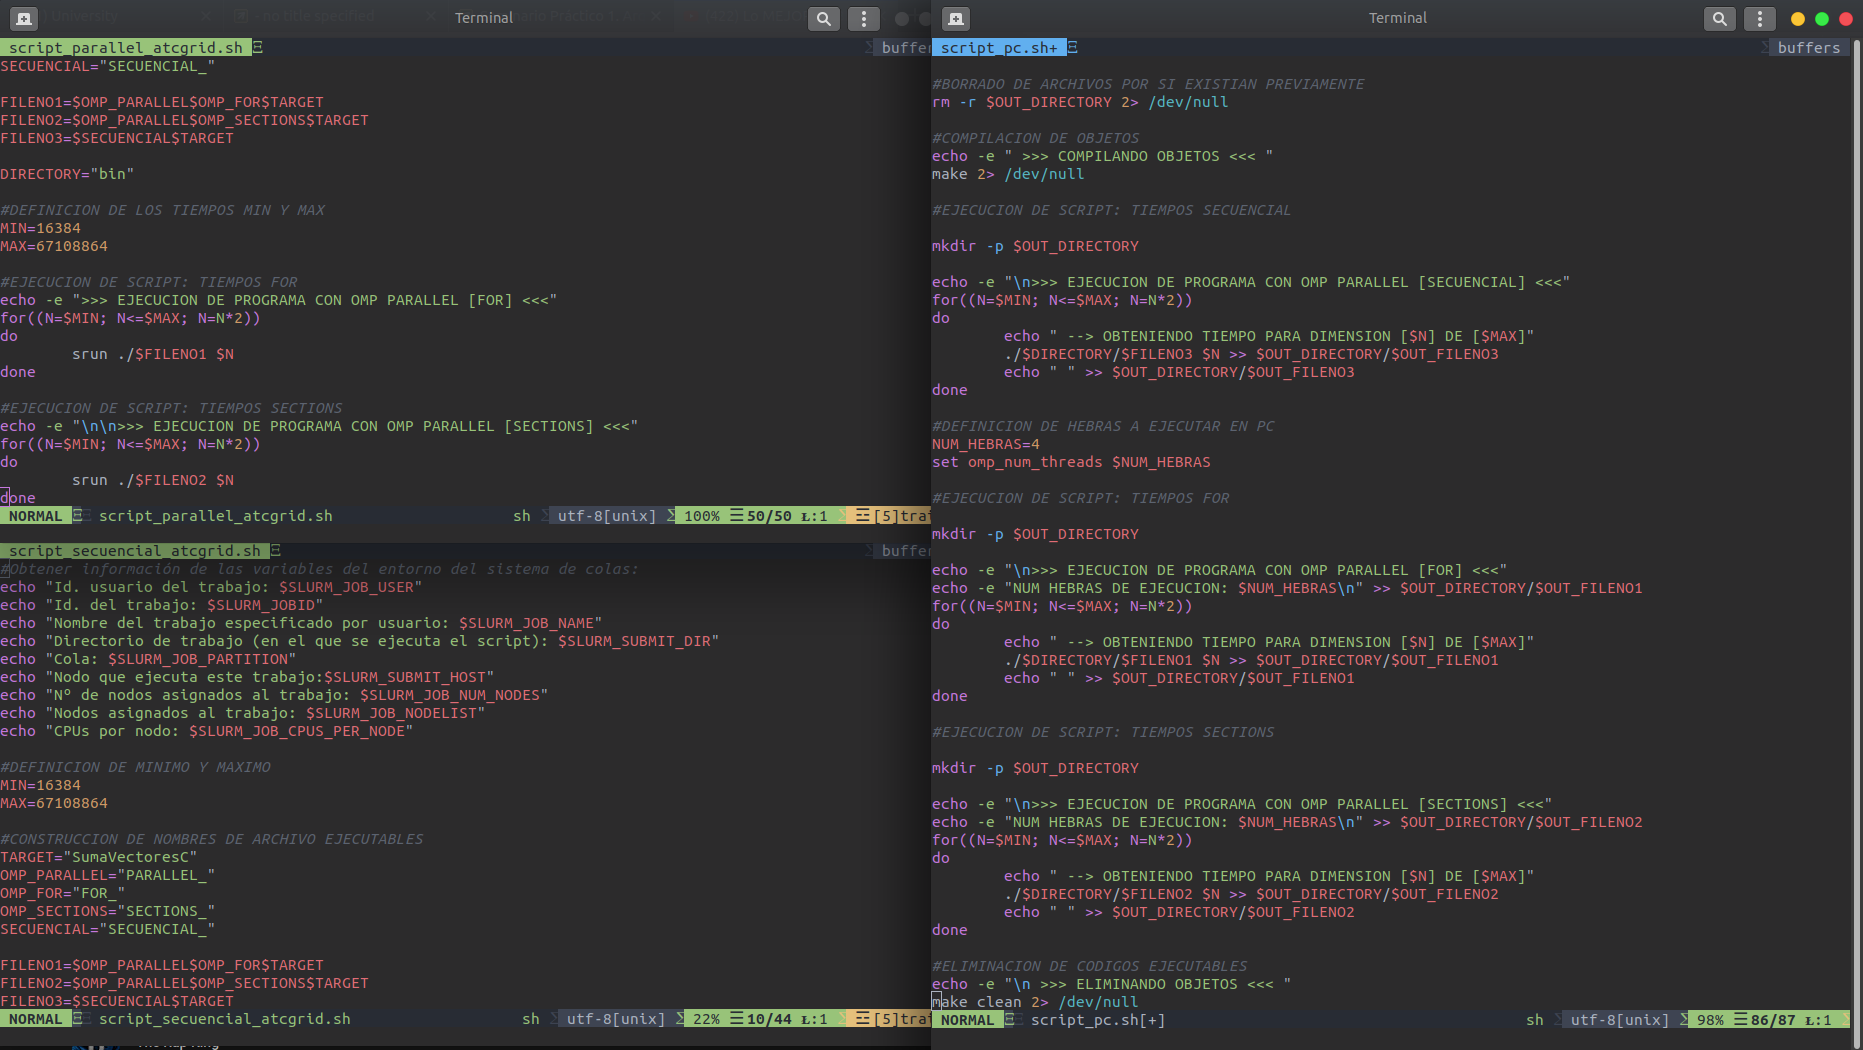 University
- no title specified
Terminal
script_parallel_atcgrid.sh
buffer
SECUENCIAL="SECUENCIAL_"
FILENO1=$OMP_PARALLEL$OMP_FOR$TARGET
FILENO2=$OMP_PARALLEL$OMP_SECTIONS$TARGET
FILENO3=$SECUENCIAL$TARGET
DIRECTORY="bin"
#DEFINICION DE LOS TIEMPOS MIN Y MAX
MIN=16384
MAX=67108864
#EJECUCION DE SCRIPT: TIEMPOS FOR
echo -e ">>> EJECUCION DE PROGRAMA CON OMP PARALLEL [FOR] <<<"
for((N=$MIN; N<=$MAX; N=N*2))
do
srun ./$FILENO1 $N
done
#EJECUCION DE SCRIPT: TIEMPOS SECTIONS
echo -e "\n\n>>> EJECUCION DE PROGRAMA CON OMP PARALLEL [SECTIONS] <<<"
for((N=$MIN; N<=$MAX; N=N*2))
do
srun ./$FILENO2 $N
done
NORMAL script_parallel_atcgrid.sh sh utf-8[unix] 100% ☰ 50/50 ʟ:1 ☲ [5]trai
script_secuencial_atcgrid.sh
buffer
#Obtener información de las variables del entorno del sistema de colas:
echo "Id. usuario del trabajo: $SLURM_JOB_USER"
echo "Id. del trabajo: $SLURM_JOBID"
echo "Nombre del trabajo especificado por usuario: $SLURM_JOB_NAME"
echo "Directorio de trabajo (en el que se ejecuta el script): $SLURM_SUBMIT_DIR"
echo "Cola: $SLURM_JOB_PARTITION"
echo "Nodo que ejecuta este trabajo:$SLURM_SUBMIT_HOST"
echo "Nº de nodos asignados al trabajo: $SLURM_JOB_NUM_NODES"
echo "Nodos asignados al trabajo: $SLURM_JOB_NODELIST"
echo "CPUs por nodo: $SLURM_JOB_CPUS_PER_NODE"
#DEFINICION DE MINIMO Y MAXIMO
MIN=16384
MAX=67108864
#CONSTRUCCION DE NOMBRES DE ARCHIVO EJECUTABLES
TARGET="SumaVectoresC"
OMP_PARALLEL="PARALLEL_"
OMP_FOR="FOR_"
OMP_SECTIONS="SECTIONS_"
SECUENCIAL="SECUENCIAL_"
FILENO1=$OMP_PARALLEL$OMP_FOR$TARGET
FILENO2=$OMP_PARALLEL$OMP_SECTIONS$TARGET
FILENO3=$SECUENCIAL$TARGET
NORMAL script_secuencial_atcgrid.sh sh utf-8[unix] 22% ☰ 10/44 ʟ:1 ☲ [5]trai
Terminal
script_pc.sh+
buffers
#BORRADO DE ARCHIVOS POR SI EXISTIAN PREVIAMENTE
rm -r $OUT_DIRECTORY 2> /dev/null
#COMPILACION DE OBJETOS
echo -e " >>> COMPILANDO OBJETOS <<< "
make 2> /dev/null
#EJECUCION DE SCRIPT: TIEMPOS SECUENCIAL
mkdir -p $OUT_DIRECTORY
echo -e "\n>>> EJECUCION DE PROGRAMA CON OMP PARALLEL [SECUENCIAL] <<<"
for((N=$MIN; N<=$MAX; N=N*2))
do
echo " --> OBTENIENDO TIEMPO PARA DIMENSION [$N] DE [$MAX]"
./$DIRECTORY/$FILENO3 $N >> $OUT_DIRECTORY/$OUT_FILENO3
echo " " >> $OUT_DIRECTORY/$OUT_FILENO3
done
#DEFINICION DE HEBRAS A EJECUTAR EN PC
NUM_HEBRAS=4
set omp_num_threads $NUM_HEBRAS
#EJECUCION DE SCRIPT: TIEMPOS FOR
mkdir -p $OUT_DIRECTORY
echo -e "\n>>> EJECUCION DE PROGRAMA CON OMP PARALLEL [FOR] <<<"
echo -e "NUM HEBRAS DE EJECUCION: $NUM_HEBRAS\n" >> $OUT_DIRECTORY/$OUT_FILENO1
for((N=$MIN; N<=$MAX; N=N*2))
do
echo " --> OBTENIENDO TIEMPO PARA DIMENSION [$N] DE [$MAX]"
./$DIRECTORY/$FILENO1 $N >> $OUT_DIRECTORY/$OUT_FILENO1
echo " " >> $OUT_DIRECTORY/$OUT_FILENO1
done
#EJECUCION DE SCRIPT: TIEMPOS SECTIONS
mkdir -p $OUT_DIRECTORY
echo -e "\n>>> EJECUCION DE PROGRAMA CON OMP PARALLEL [SECTIONS] <<<"
echo -e "NUM HEBRAS DE EJECUCION: $NUM_HEBRAS\n" >> $OUT_DIRECTORY/$OUT_FILENO2
for((N=$MIN; N<=$MAX; N=N*2))
do
echo " --> OBTENIENDO TIEMPO PARA DIMENSION [$N] DE [$MAX]"
./$DIRECTORY/$FILENO2 $N >> $OUT_DIRECTORY/$OUT_FILENO2
echo " " >> $OUT_DIRECTORY/$OUT_FILENO2
done
#ELIMINACION DE CODIGOS EJECUTABLES
echo -e "\n >>> ELIMINANDO OBJETOS <<< "
make clean 2> /dev/null
NORMAL script_pc.sh[+] sh utf-8[unix] 98% ☰ 86/87 ʟ:1